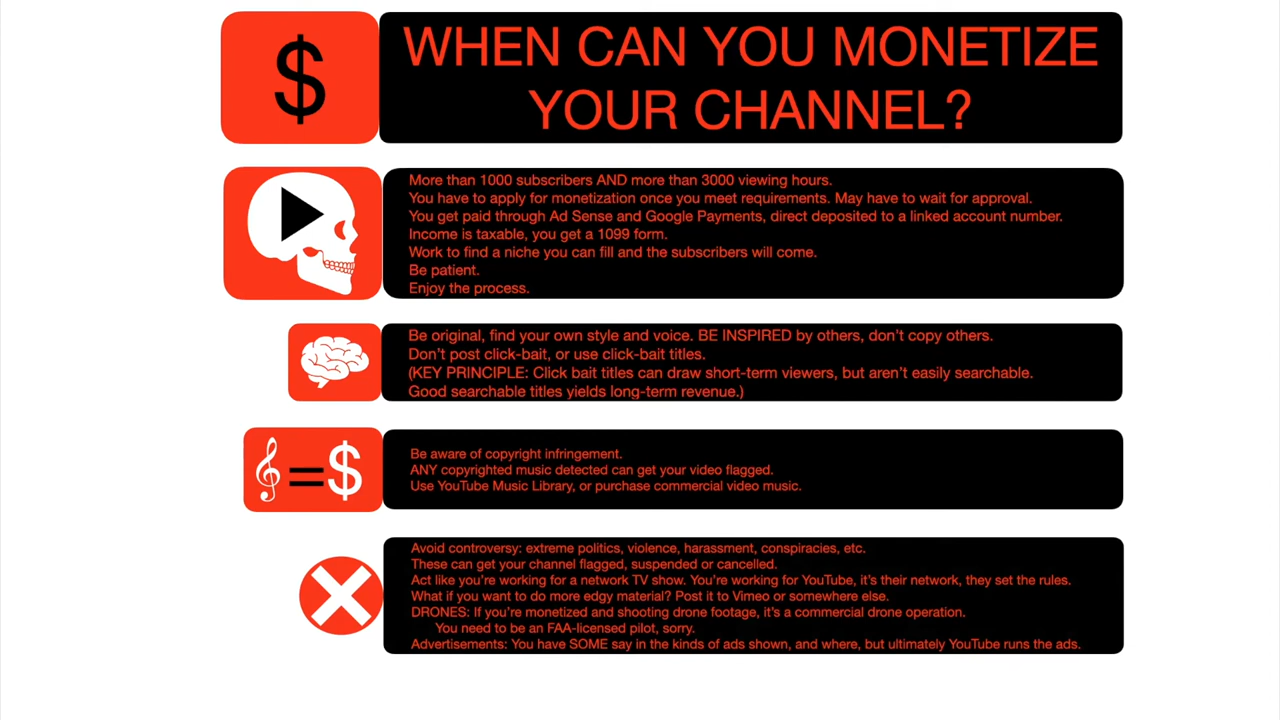 $
WHEN CAN YOU MONETIZE
YOUR CHANNEL?
More than 1000 subscribers AND more than 3000 viewing hours.
You have to apply for monetization once you meet requirements. May have to wait for approval.
You get paid through Ad Sense and Google Payments, direct deposited to a linked account number.
Income is taxable, you get a 1099 form.
Work to find a niche you can fill and the subscribers will come.
Be patient.
Enjoy the process.
Be original, find your own style and voice. BE INSPIRED by others, don’t copy others.
Don’t post click-bait, or use click-bait titles.
(KEY PRINCIPLE: Click bait titles can draw short-term viewers, but aren’t easily searchable.
Good searchable titles yields long-term revenue.)
=$
Be aware of copyright infringement.
ANY copyrighted music detected can get your video flagged.
Use YouTube Music Library, or purchase commercial video music.
Avoid controversy: extreme politics, violence, harassment, conspiracies, etc.
These can get your channel flagged, suspended or cancelled.
Act like you’re working for a network TV show. You’re working for YouTube, it’s their network, they set the rules.
What if you want to do more edgy material? Post it to Vimeo or somewhere else.
DRONES: If you’re monetized and shooting drone footage, it’s a commercial drone operation.
You need to be an FAA-licensed pilot, sorry.
Advertisements: You have SOME say in the kinds of ads shown, and where, but ultimately YouTube runs the ads.